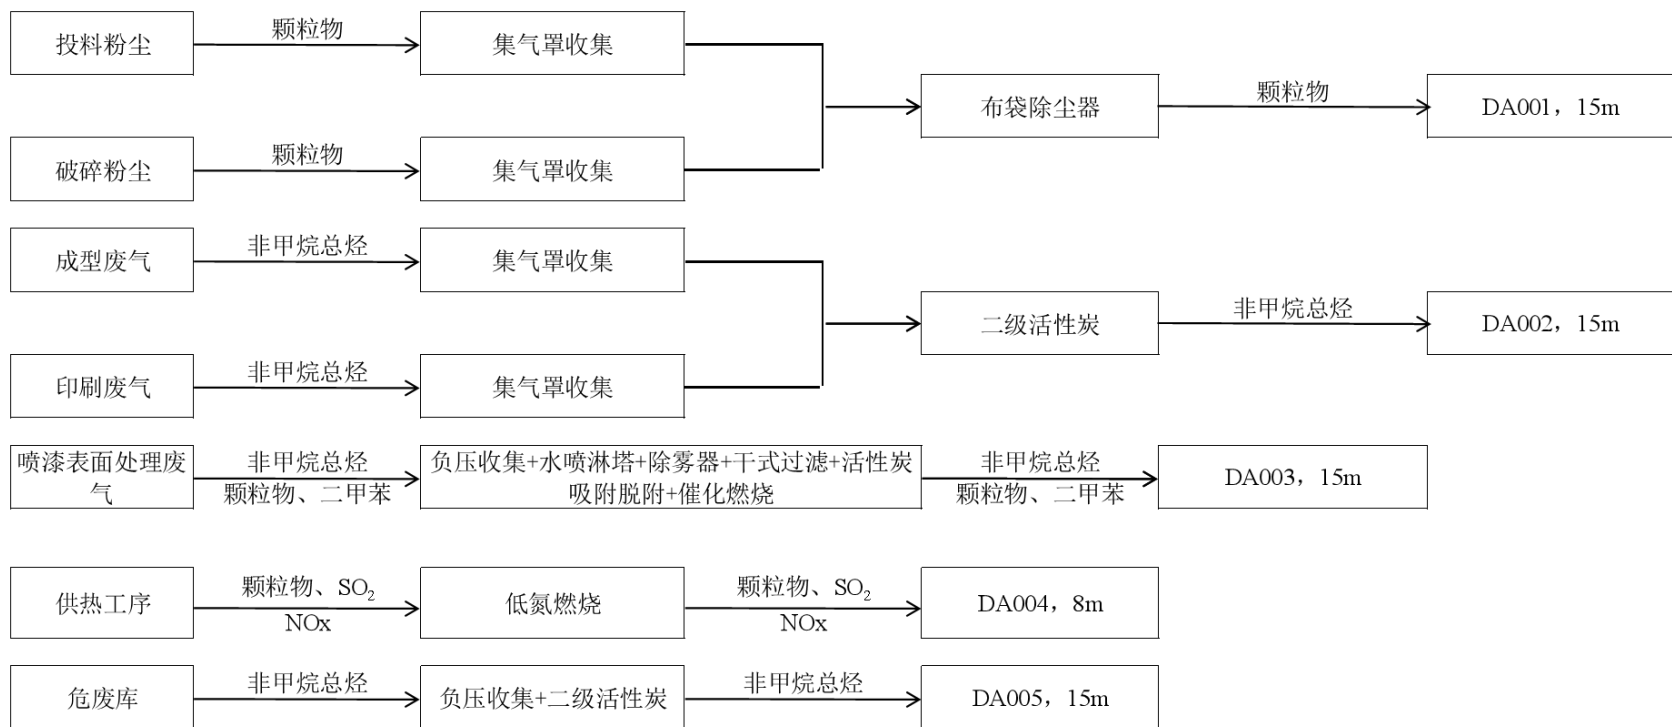 投料粉尘
颗粒物
集气罩收集
布袋除尘器
颗粒物
DA001，15m
破碎粉尘
颗粒物
集气罩收集
成型废气
非甲烷总烃
集气罩收集
二级活性炭
非甲烷总烃
DA002，15m
印刷废气
非甲烷总烃
集气罩收集
喷漆表面处理废
气
非甲烷总烃
颗粒物、二甲苯
负压收集+水喷淋塔+除雾器+干式过滤+活性炭
吸附脱附+催化燃烧
非甲烷总烃
颗粒物、二甲苯
DA003，15m
供热工序
颗粒物、SO₂
NOx
低氮燃烧
颗粒物、SO₂
NOx
DA004，8m
危废库
非甲烷总烃
负压收集+二级活性炭
非甲烷总烃
DA005，15m